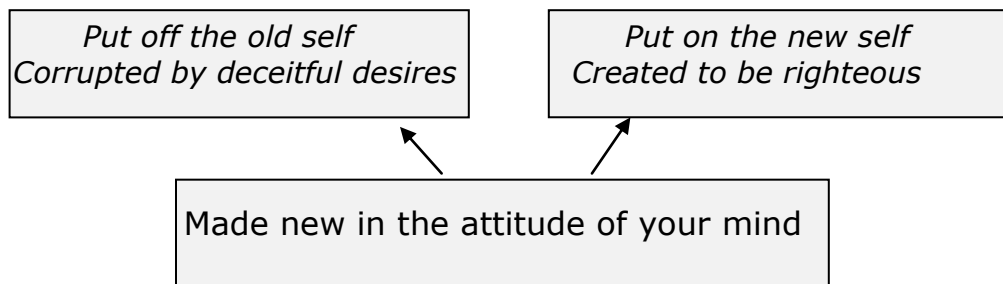 Put off the old self
Corrupted by deceitful desires
Put on the new self
Created to be righteous
Made new in the attitude of your mind